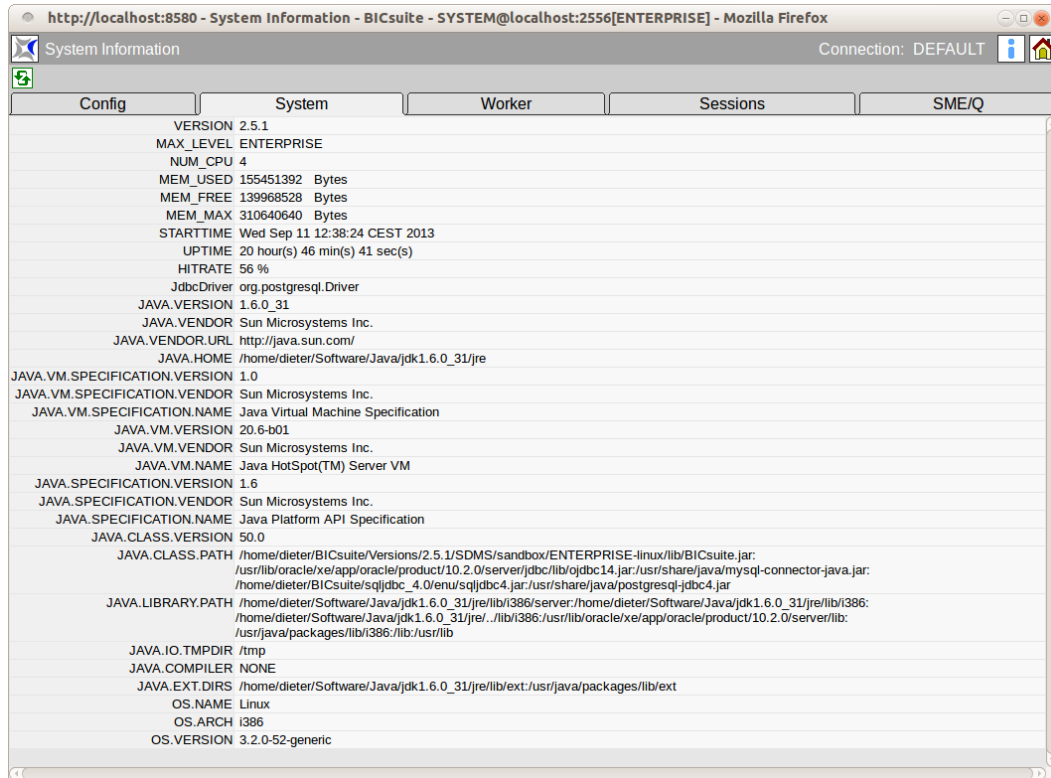 http://localhost:8580 - System Information - BICsuite - SYSTEM@localhost:2556[ENTERPRISE] - Mozilla Firefox
System Information Connection: DEFAULT
Config System Worker Sessions SME/Q
VERSION 2.5.1
MAX_LEVEL ENTERPRISE
NUM_CPU 4
MEM_USED 155451392 Bytes
MEM_FREE 139968528 Bytes
MEM_MAX 310640640 Bytes
STARTTIME Wed Sep 11 12:38:24 CEST 2013
UPTIME 20 hour(s) 46 min(s) 41 sec(s)
HITRATE 56 %
JdbcDriver org.postgresql.Driver
JAVA.VERSION 1.6.0_31
JAVA.VENDOR Sun Microsystems Inc.
JAVA.VENDOR.URL http://java.sun.com/
JAVA.HOME /home/dieter/Software/Java/jdk1.6.0_31/jre
JAVA.VM.SPECIFICATION.VERSION 1.0
JAVA.VM.SPECIFICATION.VENDOR Sun Microsystems Inc.
JAVA.VM.SPECIFICATION.NAME Java Virtual Machine Specification
JAVA.VM.VERSION 20.6-b01
JAVA.VM.VENDOR Sun Microsystems Inc.
JAVA.VM.NAME Java HotSpot(TM) Server VM
JAVA.SPECIFICATION.VERSION 1.6
JAVA.SPECIFICATION.VENDOR Sun Microsystems Inc.
JAVA.SPECIFICATION.NAME Java Platform API Specification
JAVA.CLASS.VERSION 50.0
JAVA.CLASS.PATH /home/dieter/BICsuite/Versions/2.5.1/SDMS/sandbox/ENTERPRISE-linux/lib/BICsuite.jar:
/usr/lib/oracle/xe/app/oracle/product/10.2.0/server/jdbc/lib/ojdbc14.jar:/usr/share/java/mysql-connector-java.jar:
/home/dieter/BICsuite/sqljdbc_4.0/enu/sqljdbc4.jar:/usr/share/java/postgresql-jdbc4.jar
JAVA.LIBRARY.PATH /home/dieter/Software/Java/jdk1.6.0_31/jre/lib/i386/server:/home/dieter/Software/Java/jdk1.6.0_31/jre/lib/i386:
/home/dieter/Software/Java/jdk1.6.0_31/jre/../lib/i386:/usr/lib/oracle/xe/app/oracle/product/10.2.0/server/lib:
/usr/java/packages/lib/i386:/lib:/usr/lib
JAVA.IO.TMPDIR /tmp
JAVA.COMPILER NONE
JAVA.EXT.DIRS /home/dieter/Software/Java/jdk1.6.0_31/jre/lib/ext:/usr/java/packages/lib/ext
OS.NAME Linux
OS.ARCH i386
OS.VERSION 3.2.0-52-generic